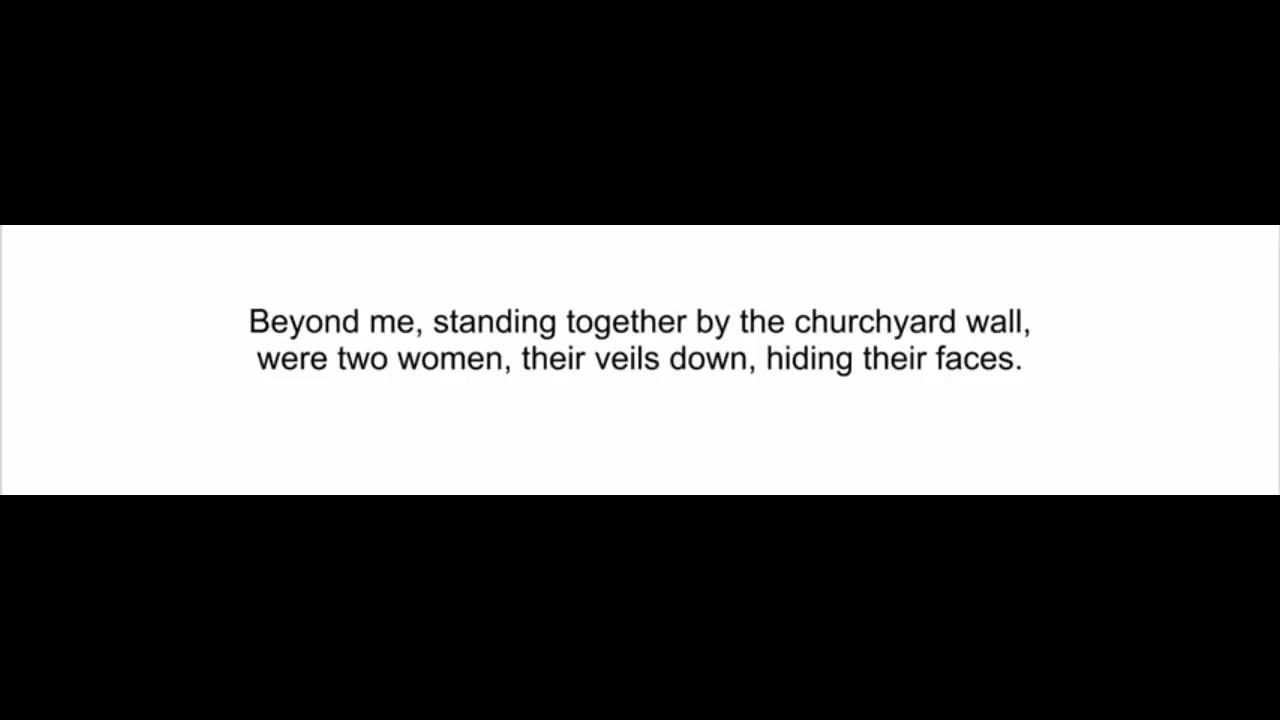 Beyond me, standing together by the churchyard wall,
were two women, their veils down, hiding their faces.